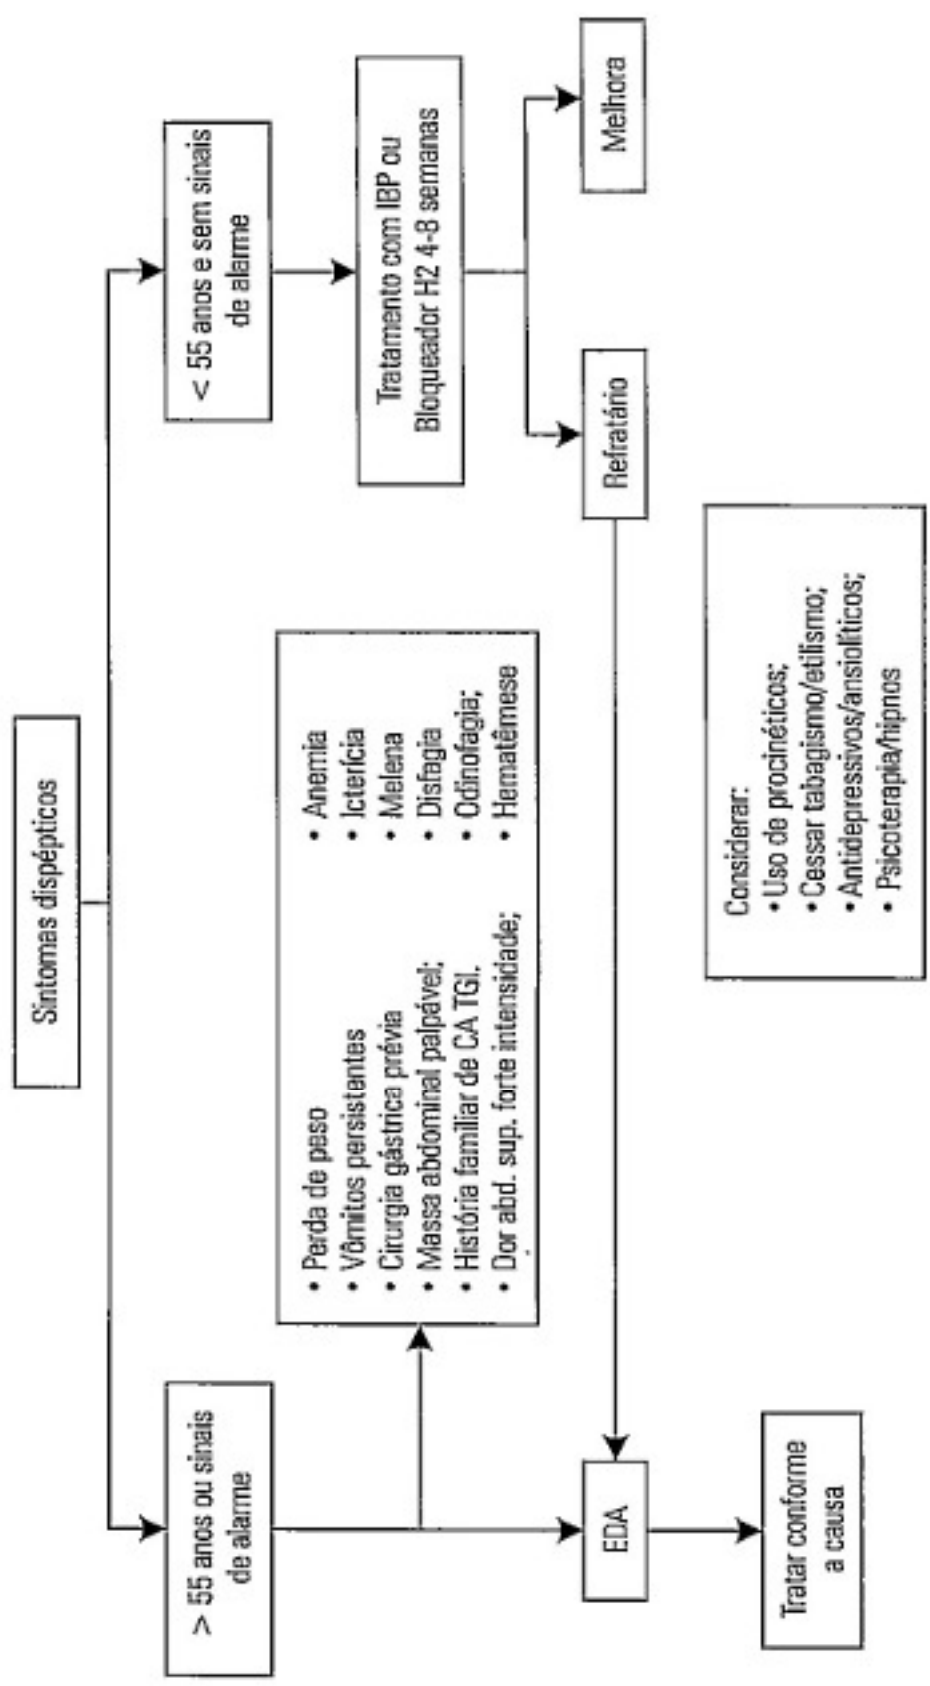 Sintomas dispépticos
> 55 anos ou sinais
de alarme
< 55 anos e sem sinais
de alarme
• Perda de peso
• Vômitos persistentes
• Cirurgia gástrica prévia
• Massa abdominal palpável;
• História familiar de CA TGI.
• Dor abd. sup. forte intensidade;
• Anemia
• Icterícia
• Melena
• Disfagia
• Odinofagia;
• Hematêmese
Tratamento com IBP ou
Bloqueador H2 4-8 semanas
EDA
Refratário
Melhora
Tratar conforme
a causa
Considerar:
• Uso de procinéticos;
• Cessar tabagismo/etilismo;
• Antidepressivos/ansiolíticos;
• Psicoterapia/hipnos